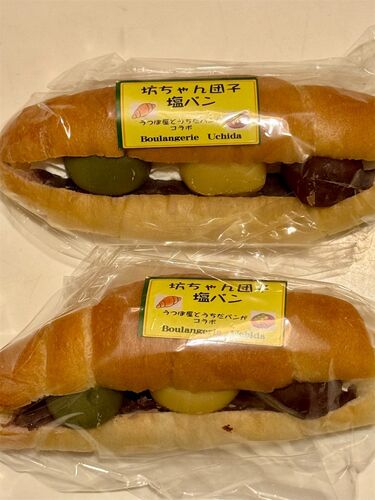 坊ちゃん団子
塩パン
うつぼ屋とうちだパンが
コラボ
Boulangerie Uchida
坊ちゃん団子
塩パン
うつぼ屋とうちだパンが
コラボ
Boulangerie Uchida